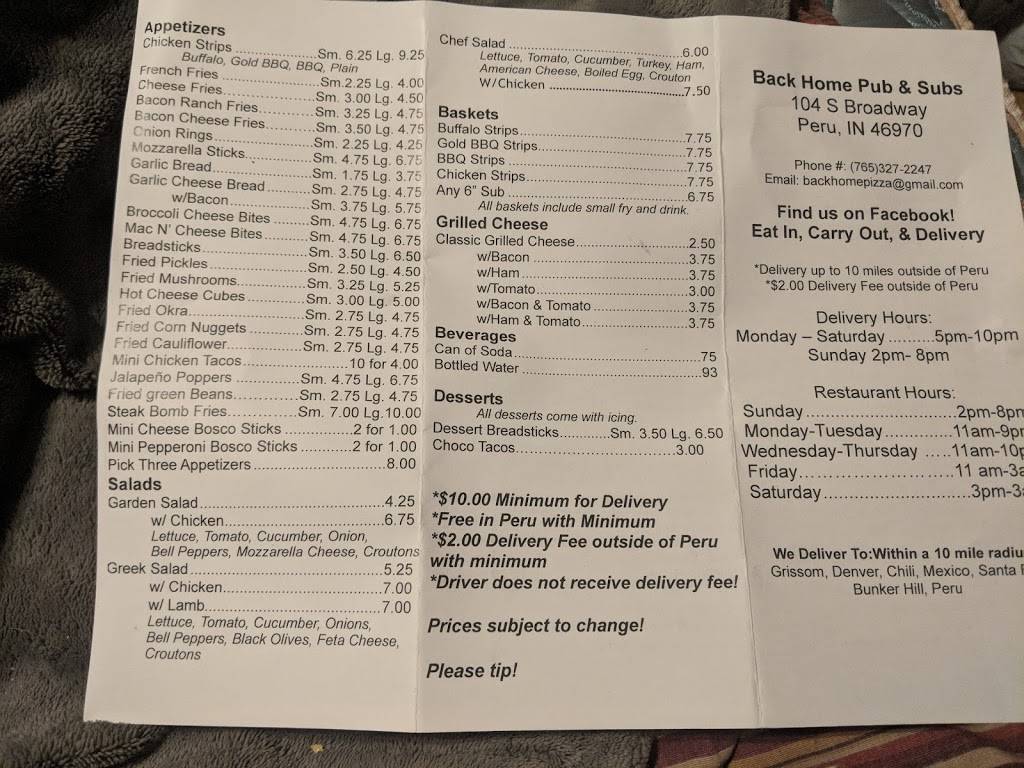 Appetizers
Chicken Strips ....................Sm. 6.25 Lg. 9.25
Buffalo, Gold BBQ, BBQ, Plain
French Fries ........................Sm.2.25 Lg. 4.00
Cheese Fries.......................Sm. 3.00 Lg. 4.50
Bacon Ranch Fries..............Sm. 3.25 Lg. 4.75
Bacon Cheese Fries............Sm. 3.50 Lg. 4.75
Onion Rings.........................Sm. 2.25 Lg. 4.25
Mozzarella Sticks.................Sm. 4.75 Lg. 6.75
Garlic Bread.........................Sm. 1.75 Lg. 3.75
Garlic Cheese Bread ...........Sm. 2.75 Lg. 4.75
w/Bacon....................Sm. 3.75 Lg. 5.75
Broccoli Cheese Bites .........Sm. 4.75 Lg. 6.75
Mac N' Cheese Bites...........Sm. 4.75 Lg. 6.75
Breadsticks..........................Sm. 3.50 Lg. 6.50
Fried Pickles........................Sm. 2.50 Lg. 4.50
Fried Mushrooms.................Sm. 3.25 Lg. 5.25
Hot Cheese Cubes..............Sm. 3.00 Lg. 5.00
Fried Okra............................Sm. 2.75 Lg. 4.75
Fried Corn Nuggets .............Sm. 2.75 Lg. 4.75
Fried Cauliflower..................Sm. 2.75 Lg. 4.75
Mini Chicken Tacos........................10 for 4.00
Jalapeño Poppers ...............Sm. 4.75 Lg. 6.75
Fried green Beans................Sm. 2.75 Lg. 4.75
Steak Bomb Fries................Sm. 7.00 Lg.10.00
Mini Cheese Bosco Sticks ................2 for 1.00
Mini Pepperoni Bosco Sticks ............2 for 1.00
Pick Three Appetizers ..............................8.00
Salads
Garden Salad...........................................4.25
w/ Chicken.....................................6.75
Lettuce, Tomato, Cucumber, Onion,
Bell Peppers, Mozzarella Cheese, Croutons
Greek Salad.............................................5.25
w/ Chicken.....................................7.00
w/ Lamb.........................................7.00
Lettuce, Tomato, Cucumber, Onions,
Bell Peppers, Black Olives, Feta Cheese,
Croutons
Chef Salad ..............................................6.00
Lettuce, Tomato, Cucumber, Turkey, Ham,
American Cheese, Boiled Egg, Crouton
W/Chicken ....................................7.50
Baskets
Buffalo Strips............................................7.75
Gold BBQ Strips.......................................7.75
BBQ Strips ...............................................7.75
Chicken Strips..........................................7.75
Any 6" Sub ...............................................6.75
All baskets include small fry and drink.
Grilled Cheese
Classic Grilled Cheese.............................2.50
w/Bacon ........................................3.75
w/Ham...........................................3.75
w/Tomato.......................................3.00
w/Bacon & Tomato ........................3.75
w/Ham & Tomato...........................3.75
Beverages
Can of Soda..............................................75
Bottled Water ............................................93
Desserts
All desserts come with icing.
Dessert Breadsticks............Sm. 3.50 Lg. 6.50
Choco Tacos.......................................3.00
*$10.00 Minimum for Delivery
*Free in Peru with Minimum
*$2.00 Delivery Fee outside of Peru
with minimum
*Driver does not receive delivery fee!
Prices subject to change!
Please tip!
Back Home Pub & Subs
104 S Broadway
Peru, IN 46970
Phone #: (765)327-2247
Email: backhomepizza@gmail.com
Find us on Facebook!
Eat In, Carry Out, & Delivery
*Delivery up to 10 miles outside of Peru
*$2.00 Delivery Fee outside of Peru
Delivery Hours:
Monday – Saturday .........5pm-10pm
Sunday 2pm- 8pm
Restaurant Hours:
Sunday..............................2pm-8pm
Monday-Tuesday..............11am-9p
Wednesday-Thursday .....11am-10p
Friday................................11 am-3a
Saturday..............................3pm-3a
We Deliver To:Within a 10 mile radiu
Grissom, Denver, Chili, Mexico, Santa
Bunker Hill, Peru